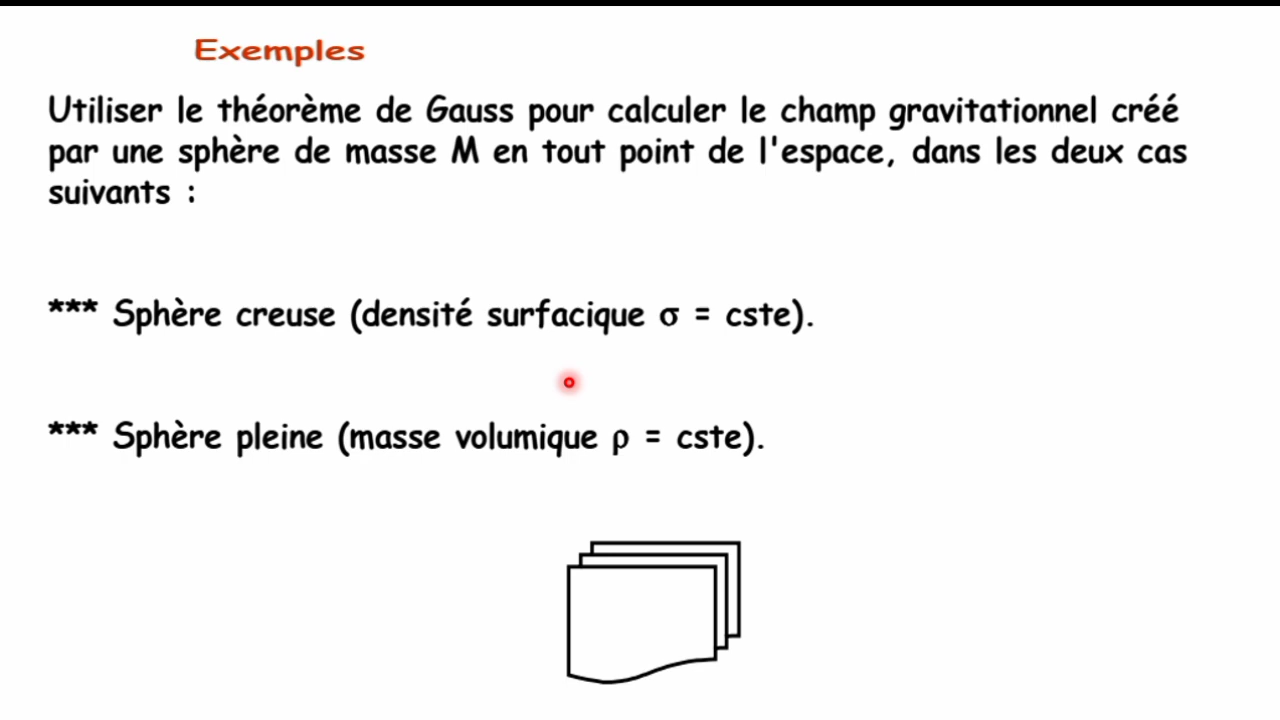 Exemples
Utiliser le théorème de Gauss pour calculer le champ gravitationnel créé
par une sphère de masse M en tout point de l'espace, dans les deux cas
suivants :
*** Sphère creuse (densité surfacique σ = cste).
*** Sphère pleine (masse volumique ρ = cste).